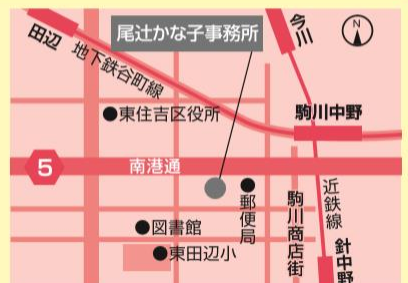 尾辻かな子事務所
田辺
地下鉄谷町線
今川
N
東住吉区役所
駒川中野
5
南港通
郵便局
駒川商店街
近鉄線
図書館
東田辺小
針中野